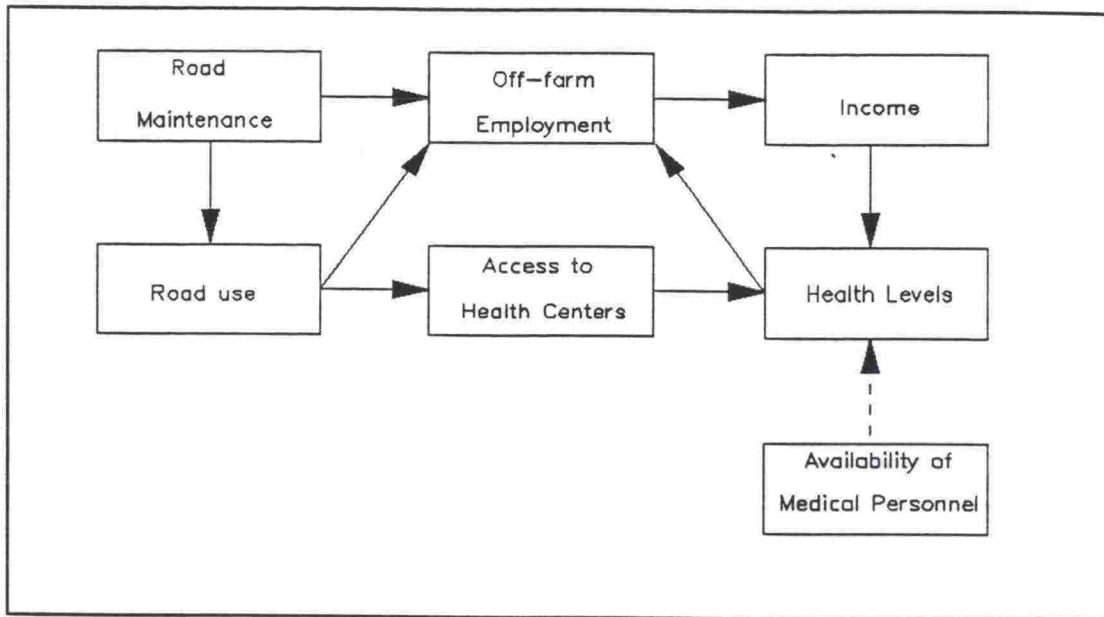 Road
Maintenance
Off-farm
Employment
Income
Road use
Access to
Health Centers
Health Levels
Availability of
Medical Personnel